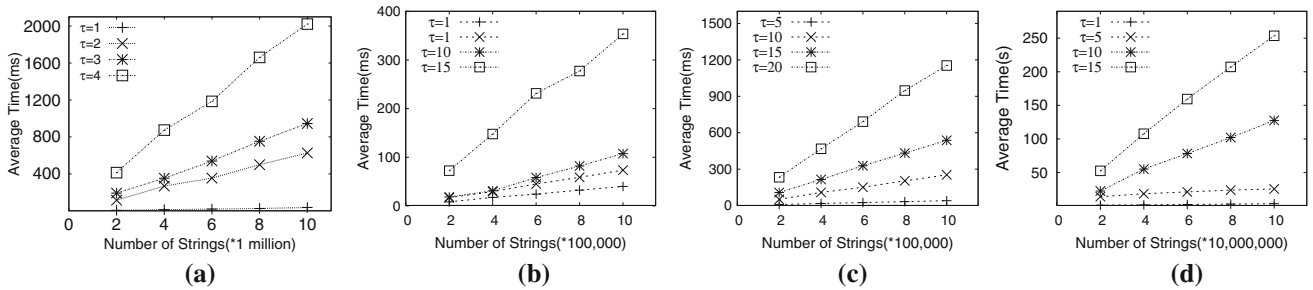 2000
1600
1200
800
400
Average Time(ms)
τ=1
τ=2
τ=3
τ=4
0 2 4 6 8 10
Number of Strings(*1 million)
(a)
400
300
200
100
0
Average Time(ms)
τ=1
τ=1
τ=10
τ=15
0 2 4 6 8 10
Number of Strings(*100,000)
(b)
1500
1200
900
600
300
0
Average Time(ms)
τ=5
τ=10
τ=15
τ=20
0 2 4 6 8 10
Number of Strings(*100,000)
(c)
250
200
150
100
50
Average Time(s)
τ=1
τ=5
τ=10
τ=15
0 2 4 6 8 10
Number of Strings(*10,000,000)
(d)